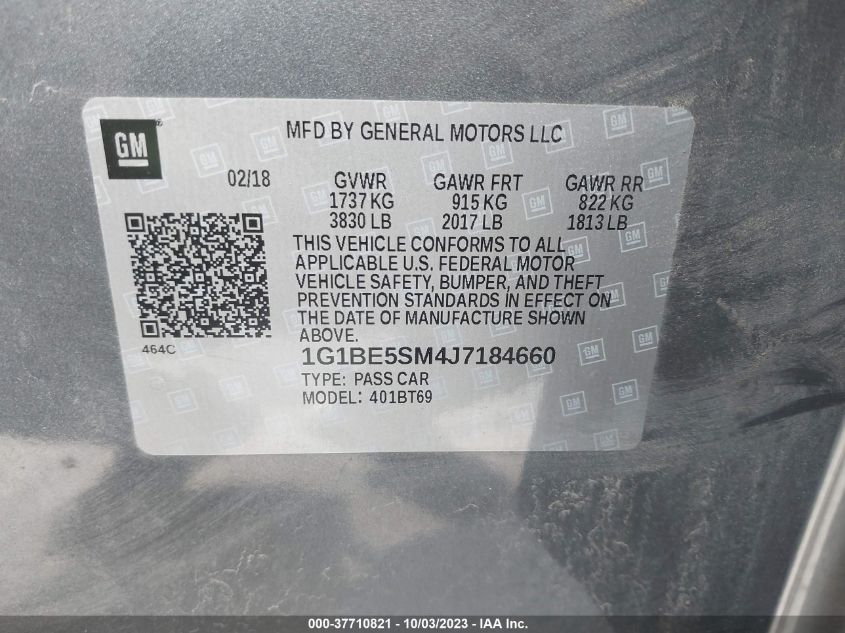 GM
®
MFD BY GENERAL MOTORS LLC
02/18 GVWR GAWR FRT GAWR RR
1737 KG 915 KG 822 KG
3830 LB 2017 LB 1813 LB
THIS VEHICLE CONFORMS TO ALL
APPLICABLE U.S. FEDERAL MOTOR
VEHICLE SAFETY, BUMPER, AND THEFT
PREVENTION STANDARDS IN EFFECT ON
THE DATE OF MANUFACTURE SHOWN
ABOVE.
464C
1G1BE5SM4J7184660
TYPE: PASS CAR
MODEL: 401BT69
000-37710821 - 10/03/2023 - IAA Inc.